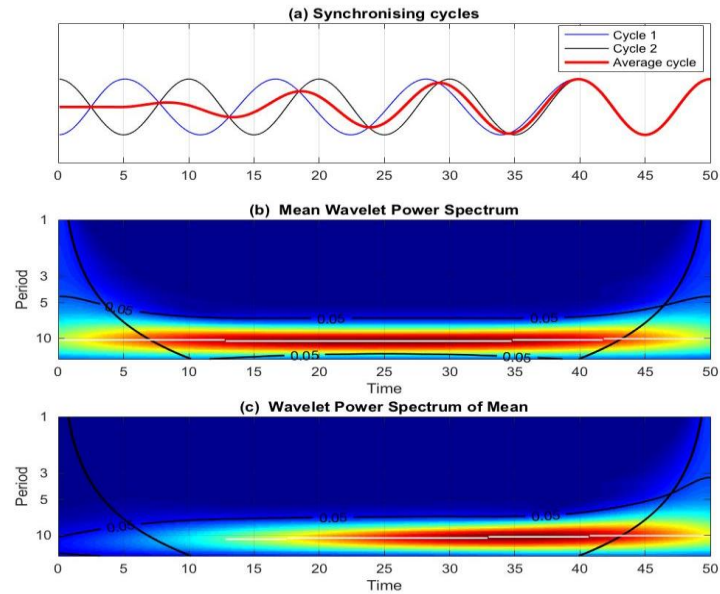 (a) Synchronising cycles
Cycle 1
Cycle 2
Average cycle
0 5 10 15 20 25 30 35 40 45 50
(b) Mean Wavelet Power Spectrum
Period
1
3
5
10
0.05
0.05
0.05
0.05
0.05
0 5 10 15 20 25 30 35 40 45 50
Time
(c) Wavelet Power Spectrum of Mean
Period
1
3
5
10
0.05
0.05
0.05
0 5 10 15 20 25 30 35 40 45 50
Time